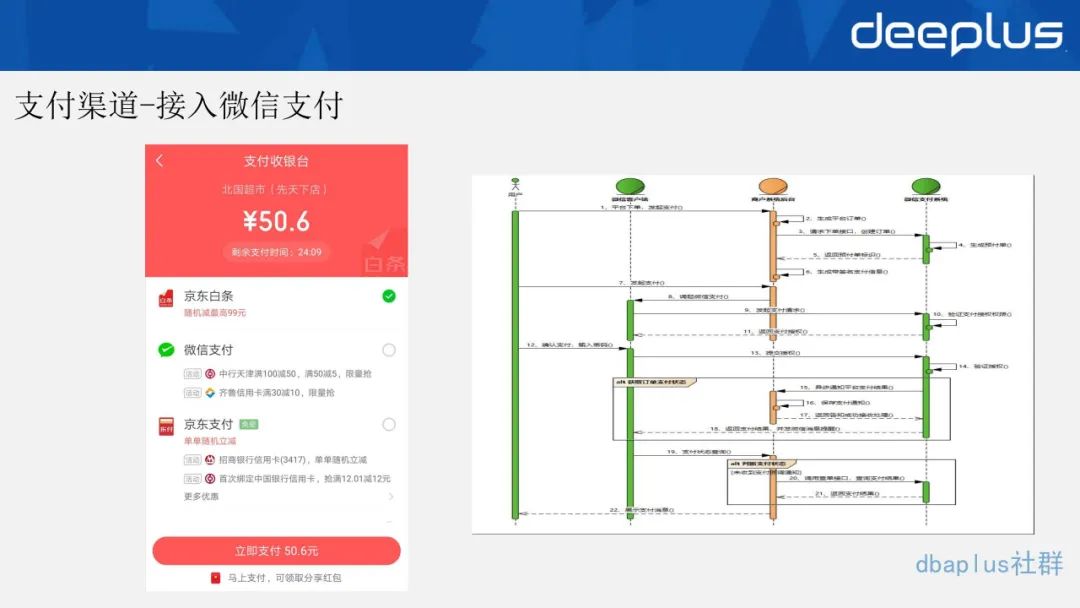 deeplus
支付渠道-接入微信支付
支付收银台
北国超市（先天下店）
¥50.6
剩余支付时间：24:09
白条
白条
京东白条
随机减最高99元
微信支付
活动 中行天津满100减50，满50减5，限量抢
活动 齐鲁信用卡满30减10，限量抢
京东支付 免密
单单随机立减
活动 招商银行信用卡(3417)，单单随机立减
活动 首次绑定中国银行信用卡，抢满12.01减12元
更多优惠
立即支付 50.6元
马上支付，可领取分享红包
用户
微信客户端
商户系统后台
微信支付系统
1、平台下单，发起支付()
2、生成平台订单()
3、请求下单接口，创建订单()
4、生成预付单()
5、返回预付单标识()
6、生成带签名支付信息()
7、发起支付()
8、调起微信支付()
9、发起支付请求()
10、验证支付授权权限()
11、返回支付授权()
12、确认支付，输入密码()
13、提交授权()
14、验证授权()
alt 获取订单支付状态
15、异步通知平台支付结果()
16、保存支付通知()
17、返回告知成功接收处理()
18、返回支付结果，并发微信消息提醒()
19、支付状态查询()
alt 判断支付状态
20、调用查单接口，查询支付结果()
21、返回支付结果()
22、展示支付消息()
dbaplus社群